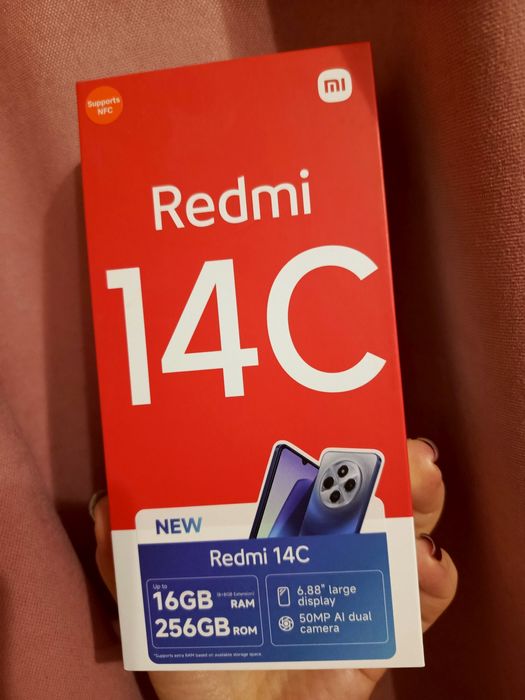 Supports
NFC
mi
Redmi
14C
NEW
Redmi 14C
Up to
16GB (8+8GB Extension) RAM
256GB ROM
6.88" large
display
50MP AI dual
camera
*Supports extra RAM based on available storage space.